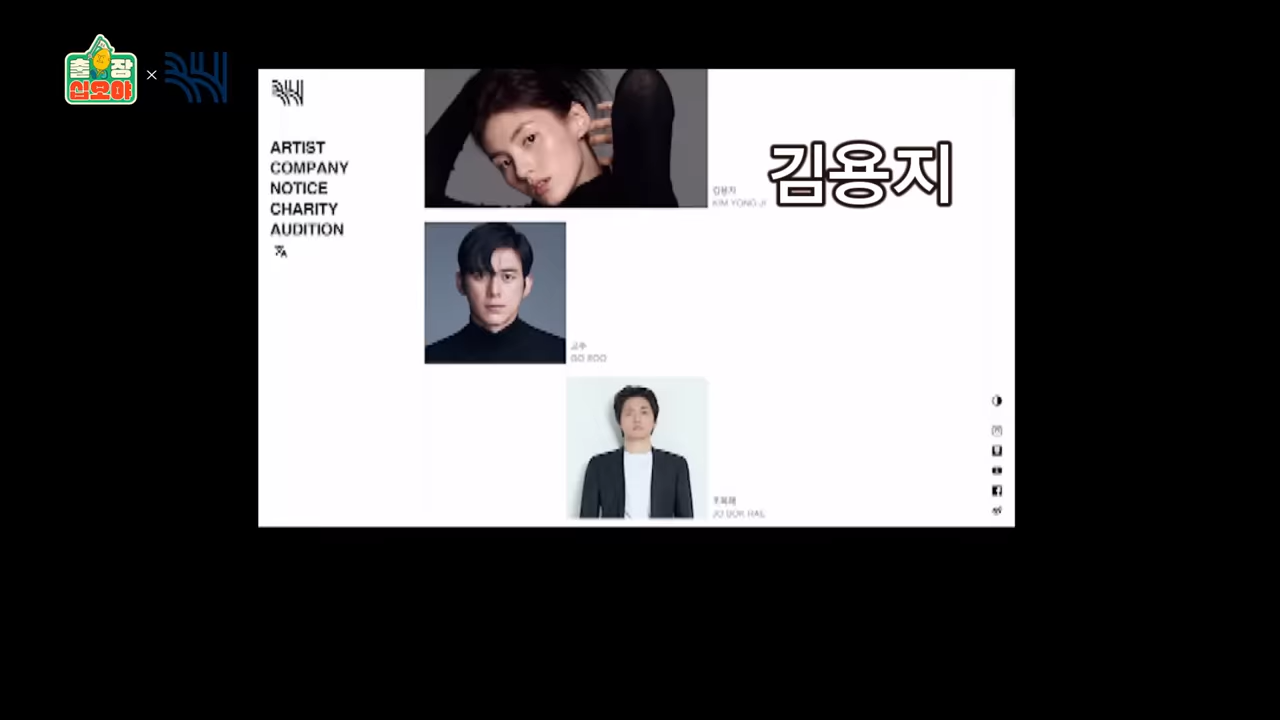 출장
십오야
×
ARTIST
COMPANY
NOTICE
CHARITY
AUDITION
김용지
KIM YONG JI
김용지
고수
GO SOO
조복래
JO BOK RAE